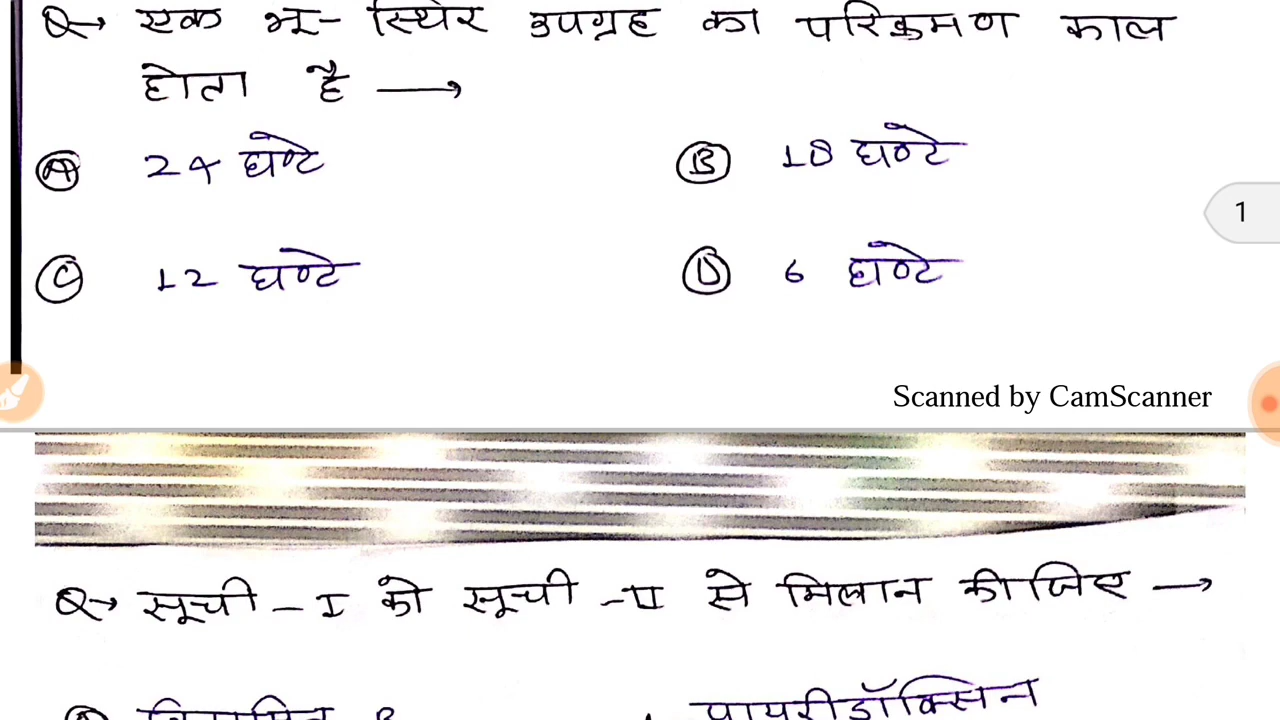 Q→ एक भू-स्थिर उपग्रह का परिक्रमण काल
होता है →
(A) 24 घण्टे (B) 18 घण्टे
(C) 12 घण्टे (D) 6 घण्टे
1
Scanned by CamScanner
Q→ सूची-I को सूची-II से मिलान कीजिए →
पायरीडॉक्सिन